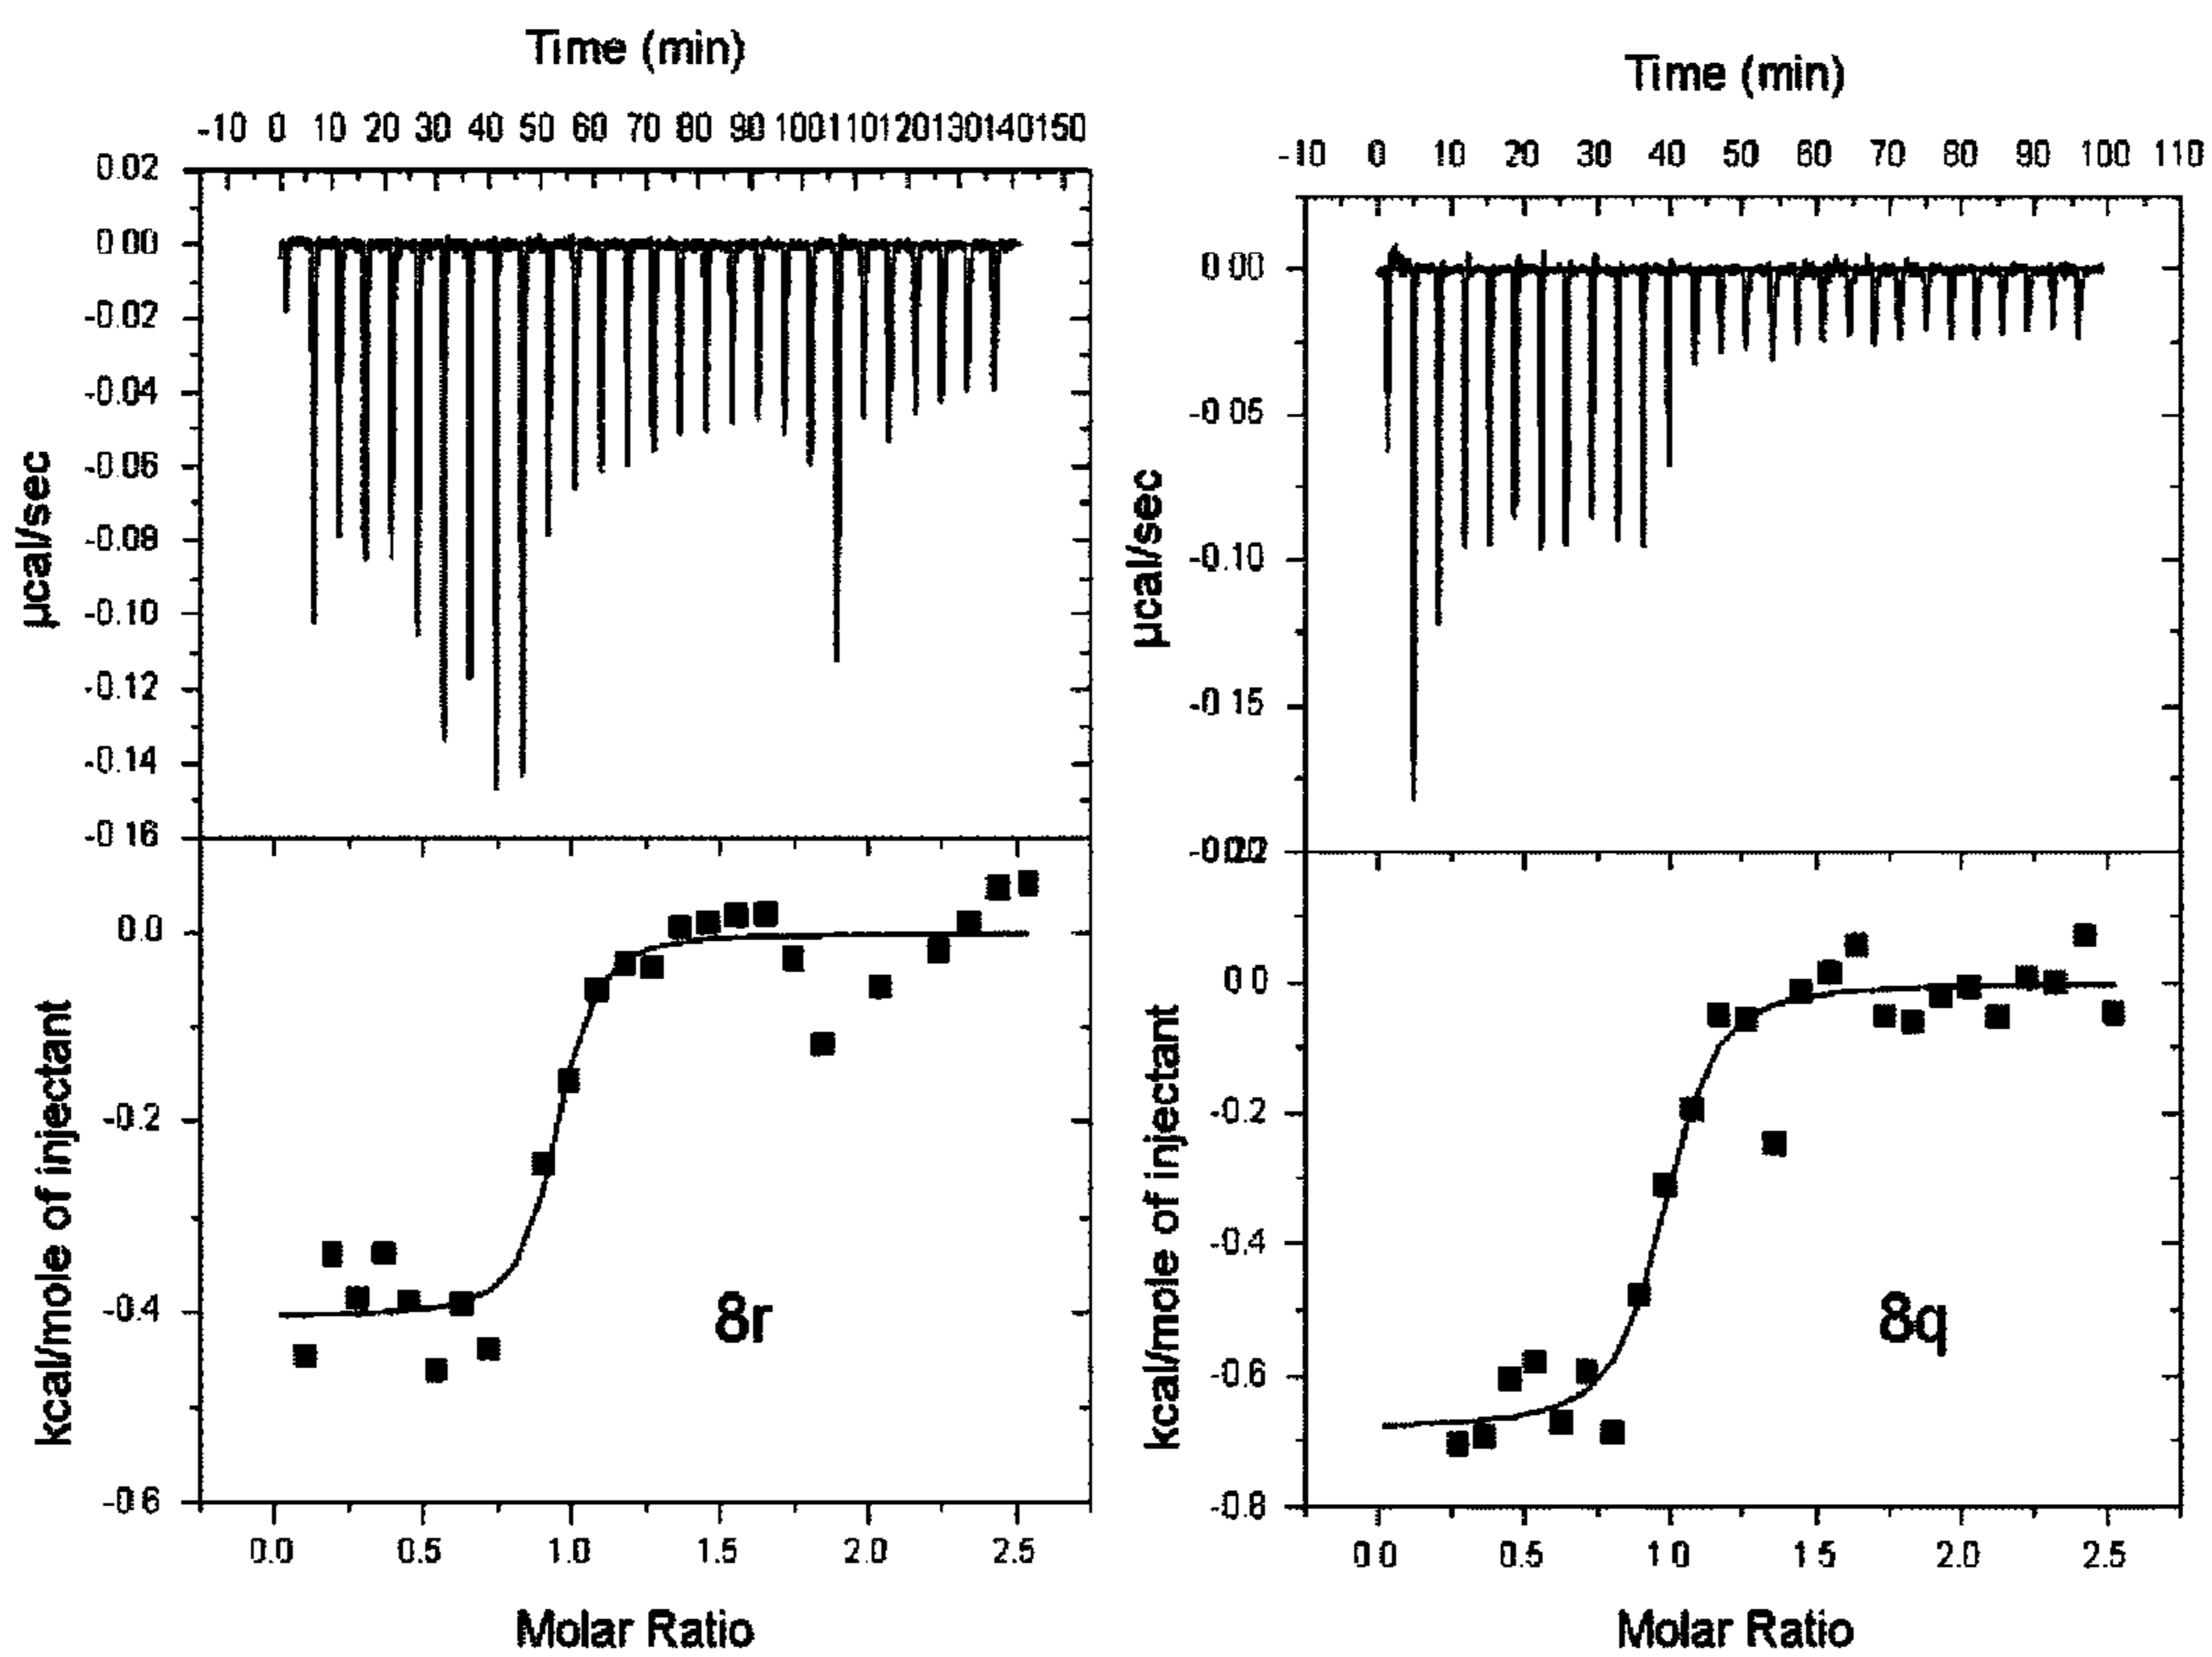 Time (min)
-10 0 10 20 30 40 50 60 70 80 90 100 110 120 130 140 150
0.02
0.00
-0.02
-0.04
-0.06
-0.08
-0.10
-0.12
-0.14
-0.16
µcal/sec
0.0
-0.2
-0.4
-0.6
kcal/mole of injectant
8r
0.0 0.5 1.0 1.5 2.0 2.5
Molar Ratio
Time (min)
-10 0 10 20 30 40 50 60 70 80 90 100 110
0.00
-0.05
-0.10
-0.15
µcal/sec
0.0
-0.2
-0.4
-0.6
-0.8
kcal/mole of injectant
8q
0.0 0.5 1.0 1.5 2.0 2.5
Molar Ratio